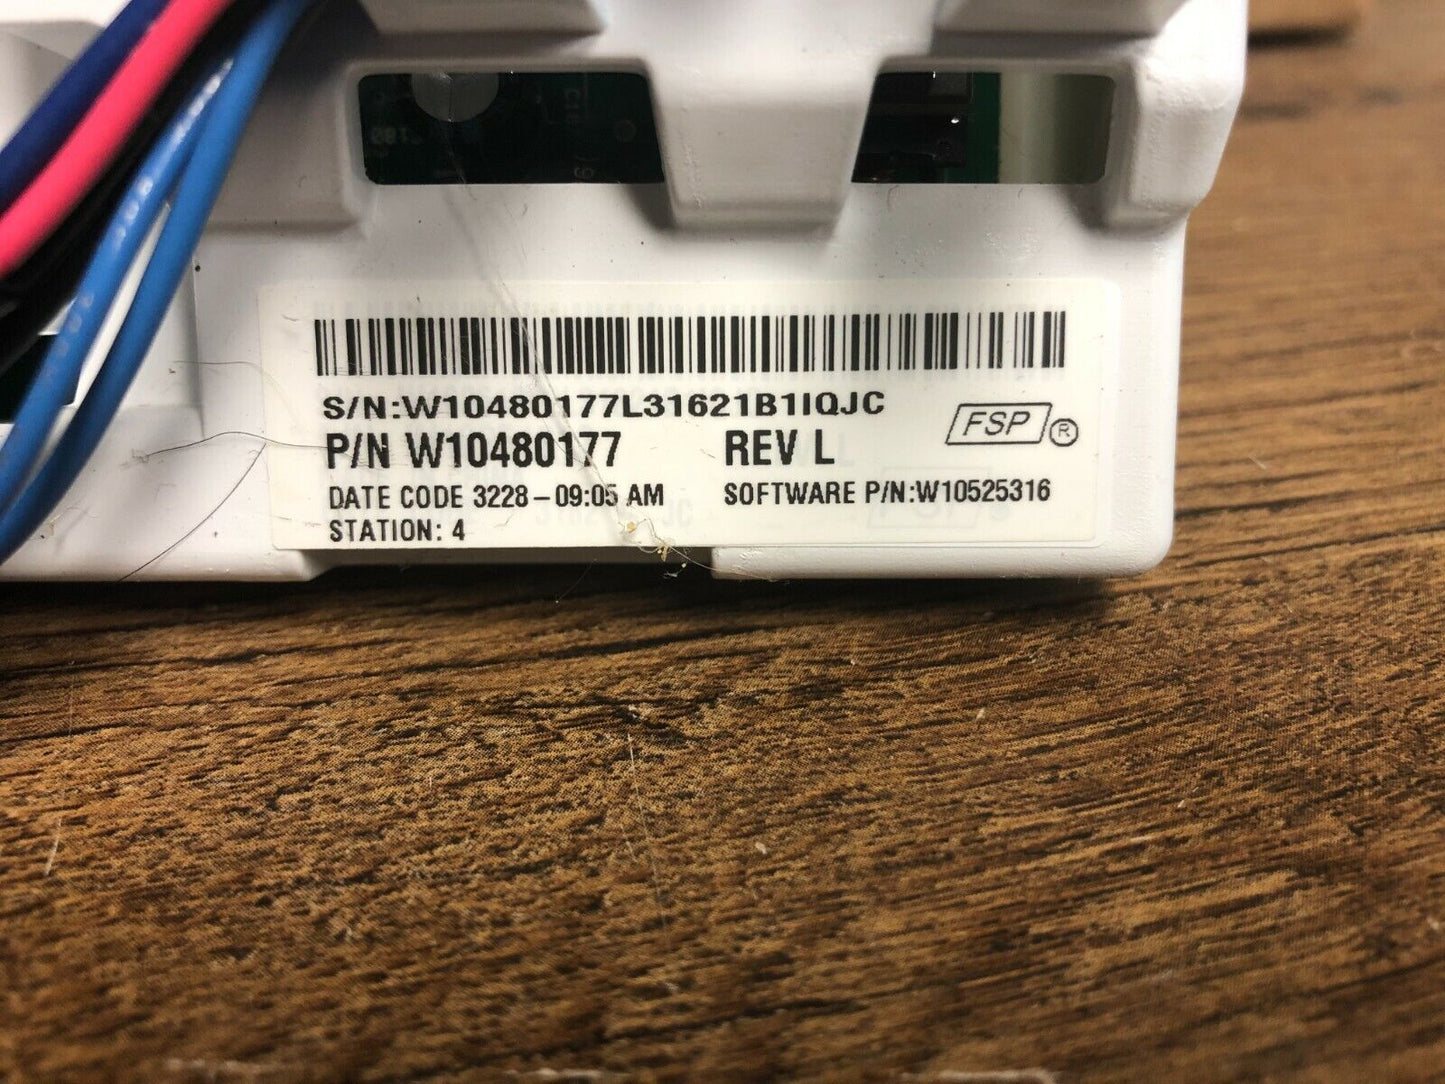 S/N:W10480177L31621B1IQJC
P/N W10480177 REV L FSP®
DATE CODE 3228-09:05 AM SOFTWARE P/N:W10525316
STATION: 4